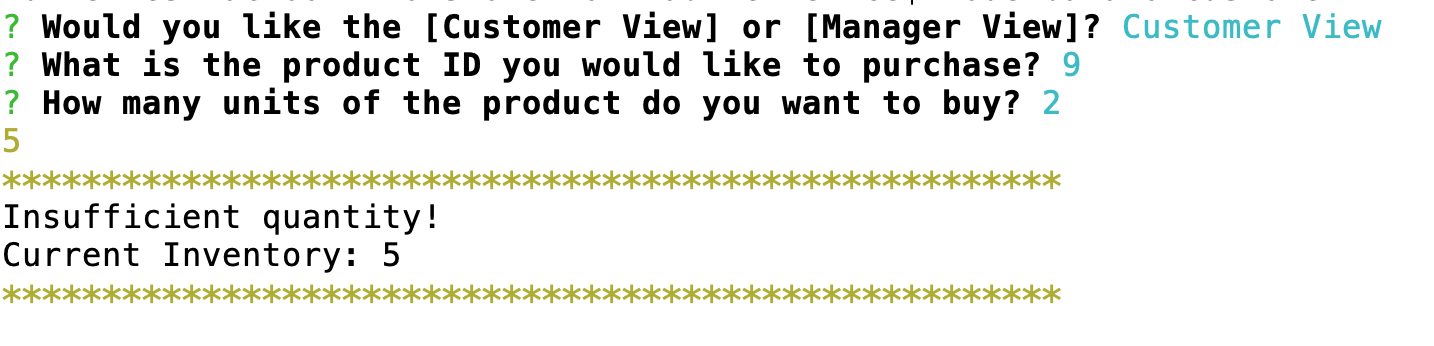 ? Would you like the [Customer View] or [Manager View]? Customer View
? What is the product ID you would like to purchase? 9
? How many units of the product do you want to buy? 2
5
*****************************************************
Insufficient quantity!
Current Inventory: 5
*****************************************************